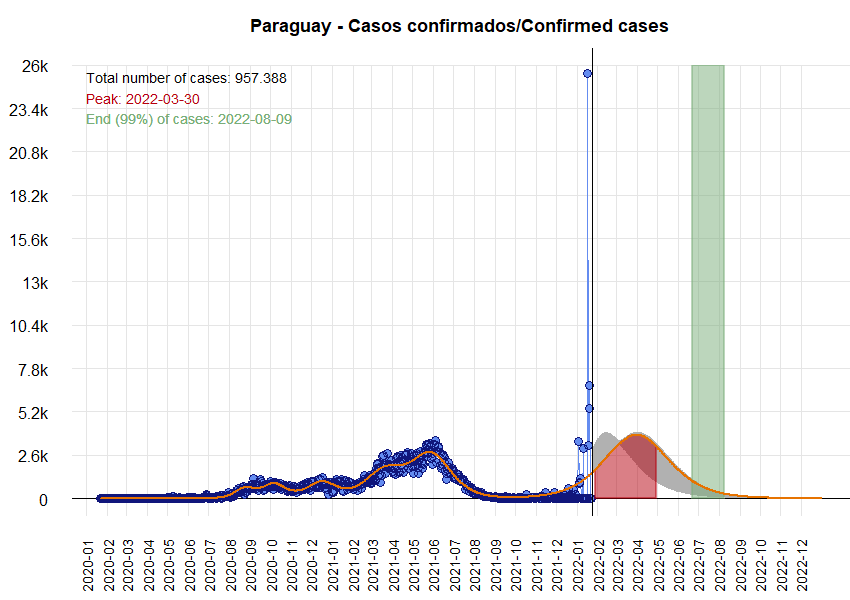 Paraguay - Casos confirmados/Confirmed cases
Total number of cases: 957.388
Peak: 2022-03-30
End (99%) of cases: 2022-08-09
26k
23.4k
20.8k
18.2k
15.6k
13k
10.4k
7.8k
5.2k
2.6k
0
2020-01
2020-02
2020-03
2020-04
2020-05
2020-06
2020-07
2020-08
2020-09
2020-10
2020-11
2020-12
2021-01
2021-02
2021-03
2021-04
2021-05
2021-06
2021-07
2021-08
2021-09
2021-10
2021-11
2021-12
2022-01
2022-02
2022-03
2022-04
2022-05
2022-06
2022-07
2022-08
2022-09
2022-10
2022-11
2022-12